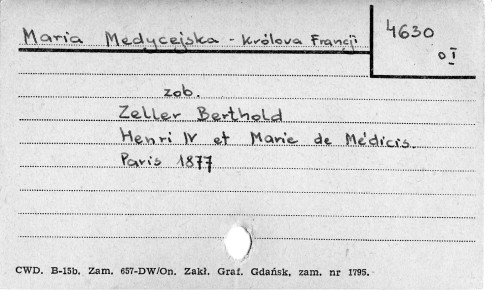 Maria Medycejska - Królova Francji
4630
o I
zob.
Zeller Berthold
Henri IV et Marie de Médicis.
Paris 1877
CWD. B-15b. Zam. 657-DW/On. Zakł. Graf. Gdańsk, zam. nr 1795.